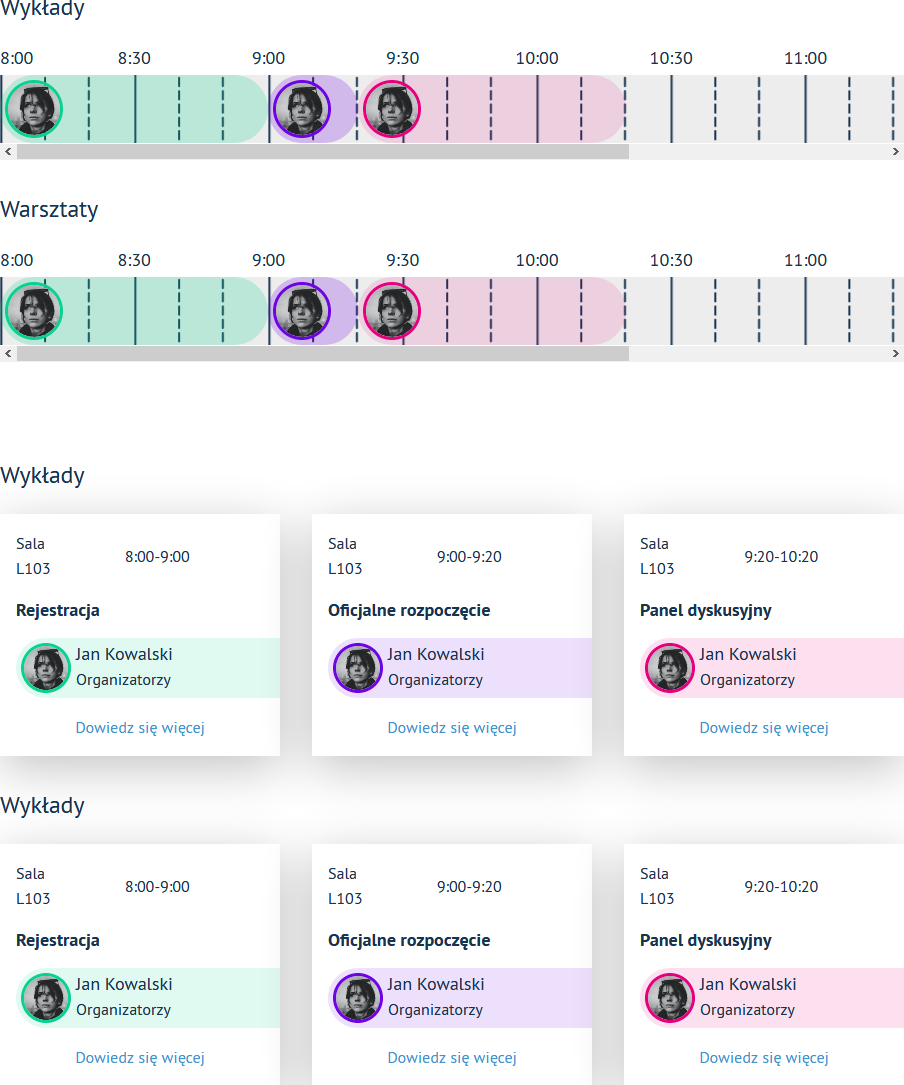 Wykłady
8:00 8:30 9:00 9:30 10:00 10:30 11:00
Warsztaty
8:00 8:30 9:00 9:30 10:00 10:30 11:00
Wykłady
Sala
L103
8:00-9:00
Rejestracja
Jan Kowalski
Organizatorzy
Dowiedz się więcej
Sala
L103
9:00-9:20
Oficjalne rozpoczęcie
Jan Kowalski
Organizatorzy
Dowiedz się więcej
Sala
L103
9:20-10:20
Panel dyskusyjny
Jan Kowalski
Organizatorzy
Dowiedz się więcej
Wykłady
Sala
L103
8:00-9:00
Rejestracja
Jan Kowalski
Organizatorzy
Dowiedz się więcej
Sala
L103
9:00-9:20
Oficjalne rozpoczęcie
Jan Kowalski
Organizatorzy
Dowiedz się więcej
Sala
L103
9:20-10:20
Panel dyskusyjny
Jan Kowalski
Organizatorzy
Dowiedz się więcej